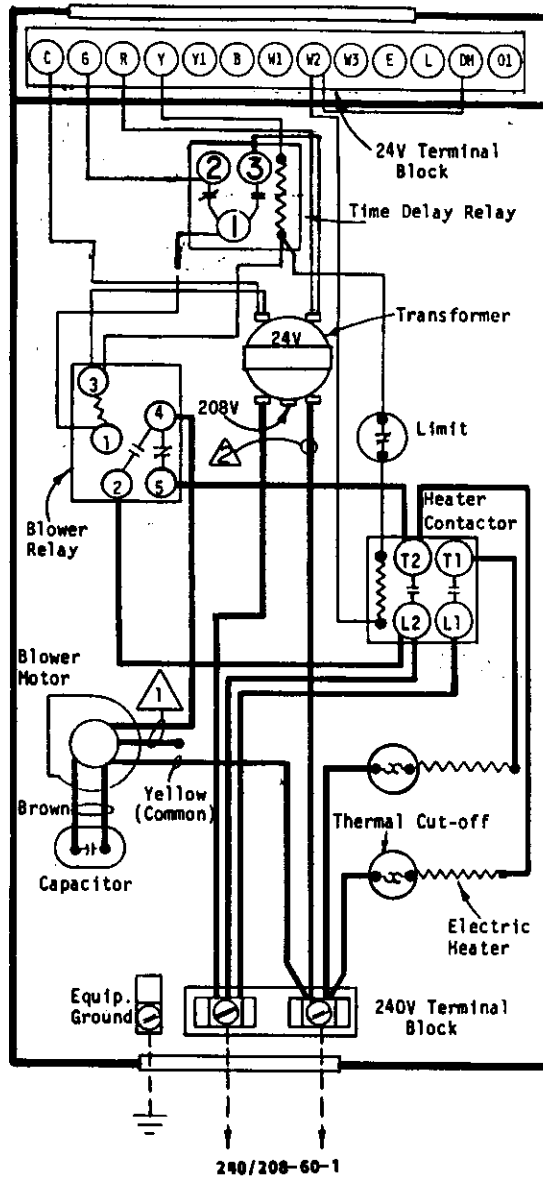 C G R Y Y1 B W1 W2 W3 E L DH O1
24V Terminal
Block
2 3
1
Time Delay Relay
Transformer
24V
208V
2
3
4
1
2 5
Limit
Blower
Relay
Heater
Contactor
T2 T1
L2 L1
Blower
Motor
1
Yellow
(Common)
Brown
Capacitor
Thermal Cut-off
Electric
Heater
Equip.
Ground
240V Terminal
Block
240/208-60-1